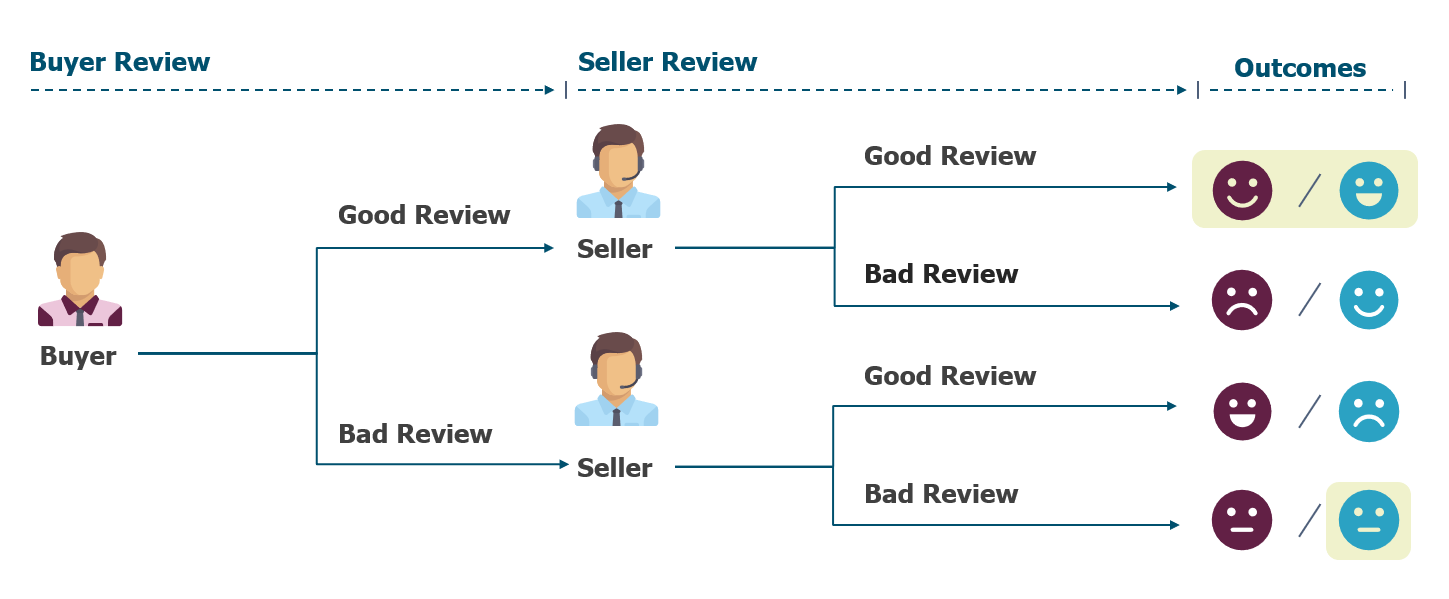 Buyer Review
Seller Review
Outcomes
Good Review
Good Review
Seller
Bad Review
Buyer
Good Review
Bad Review
Seller
Bad Review